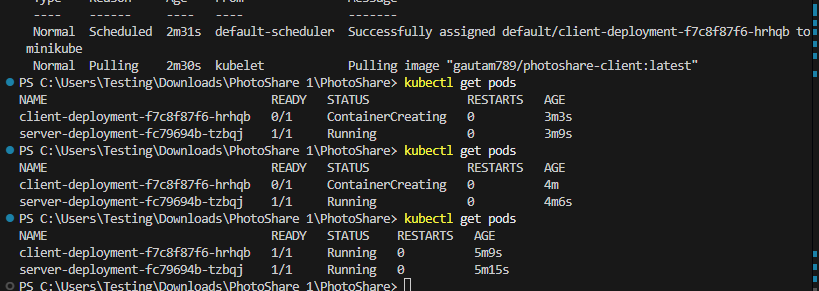 Type Reason Age From Message
---- ------ ---- ---- -------
Normal Scheduled 2m31s default-scheduler Successfully assigned default/client-deployment-f7c8f87f6-hrhqb to
minikube
Normal Pulling 2m30s kubelet Pulling image "gautam789/photoshare-client:latest"
PS C:\Users\Testing\Downloads\PhotoShare 1\PhotoShare> kubectl get pods
NAME READY STATUS RESTARTS AGE
client-deployment-f7c8f87f6-hrhqb 0/1 ContainerCreating 0 3m3s
server-deployment-fc79694b-tzbqj 1/1 Running 0 3m9s
PS C:\Users\Testing\Downloads\PhotoShare 1\PhotoShare> kubectl get pods
NAME READY STATUS RESTARTS AGE
client-deployment-f7c8f87f6-hrhqb 0/1 ContainerCreating 0 4m
server-deployment-fc79694b-tzbqj 1/1 Running 0 4m6s
PS C:\Users\Testing\Downloads\PhotoShare 1\PhotoShare> kubectl get pods
NAME READY STATUS RESTARTS AGE
client-deployment-f7c8f87f6-hrhqb 1/1 Running 0 5m9s
server-deployment-fc79694b-tzbqj 1/1 Running 0 5m15s
PS C:\Users\Testing\Downloads\PhotoShare 1\PhotoShare>